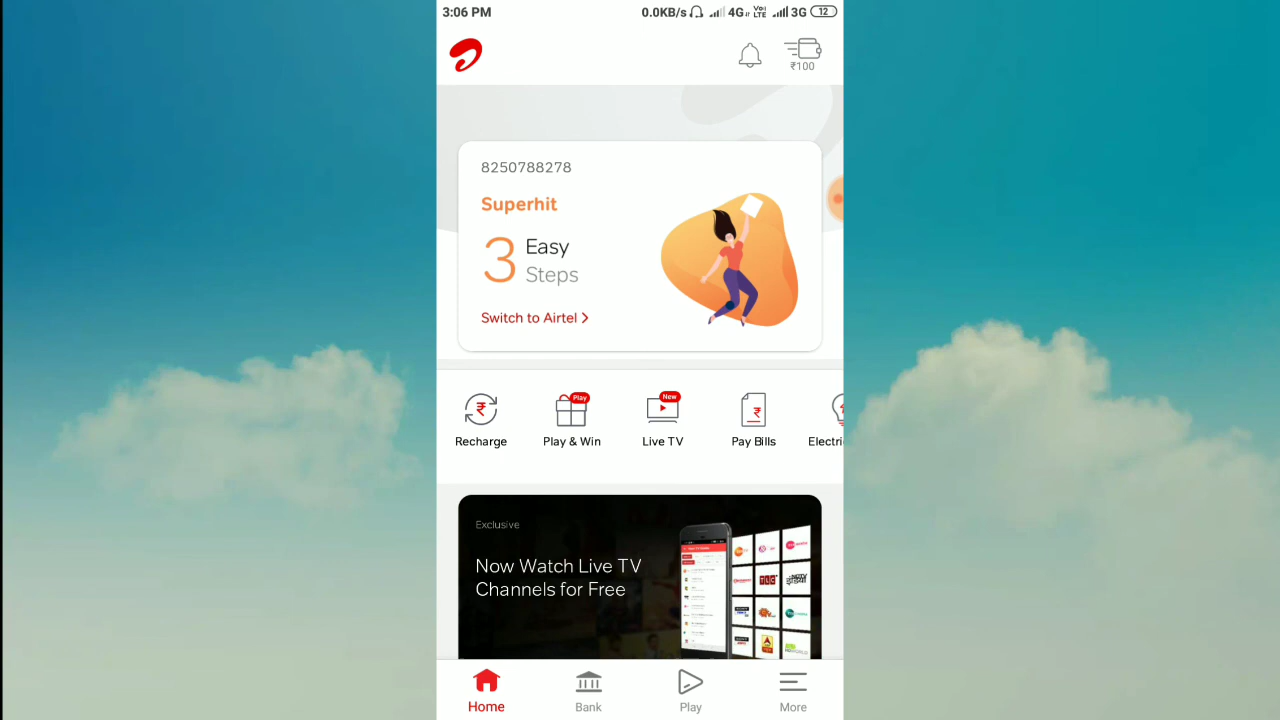 3:06 PM
0.0KB/s 4G Vo) LTE 3G 12
₹100
8250788278
Superhit
3 Easy
Steps
Switch to Airtel >
Play
New
Recharge
Play & Win
Live TV
Pay Bills
Electri
Exclusive
Now Watch Live TV
Channels for Free
TLC
Home
Bank
Play
More